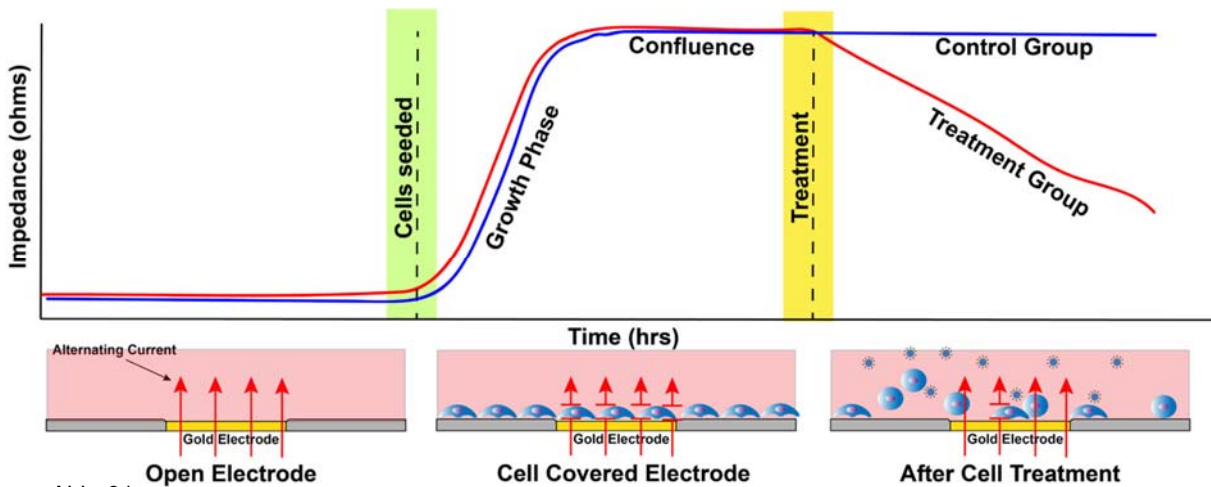 Impedance (ohms)
Cells seeded
Growth Phase
Confluence
Treatment
Control Group
Treatment Group
Time (hrs)
Alternating Current
Gold Electrode
Open Electrode
Gold Electrode
Cell Covered Electrode
Gold Electrode
After Cell Treatment